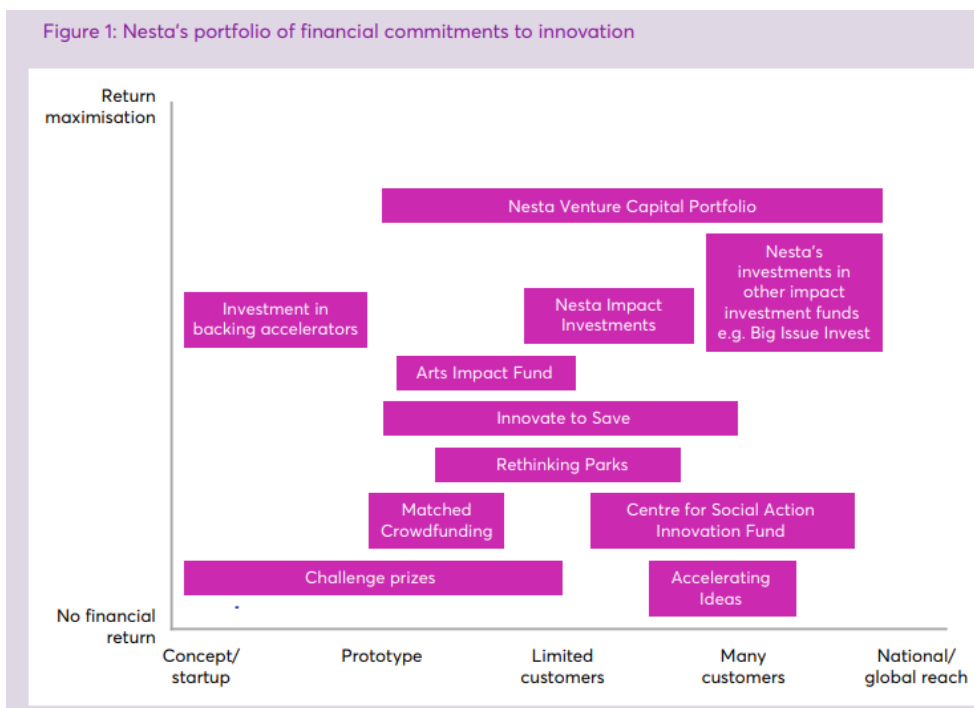 Figure 1: Nesta's portfolio of financial commitments to innovation
Return
maximisation
Nesta Venture Capital Portfolio
Nesta's
investments in
other impact
investment funds
e.g. Big Issue Invest
Investment in
backing accelerators
Nesta Impact
Investments
Arts Impact Fund
Innovate to Save
Rethinking Parks
Matched
Crowdfunding
Centre for Social Action
Innovation Fund
Challenge prizes
Accelerating
Ideas
No financial
return
Concept/
startup
Prototype
Limited
customers
Many
customers
National/
global reach